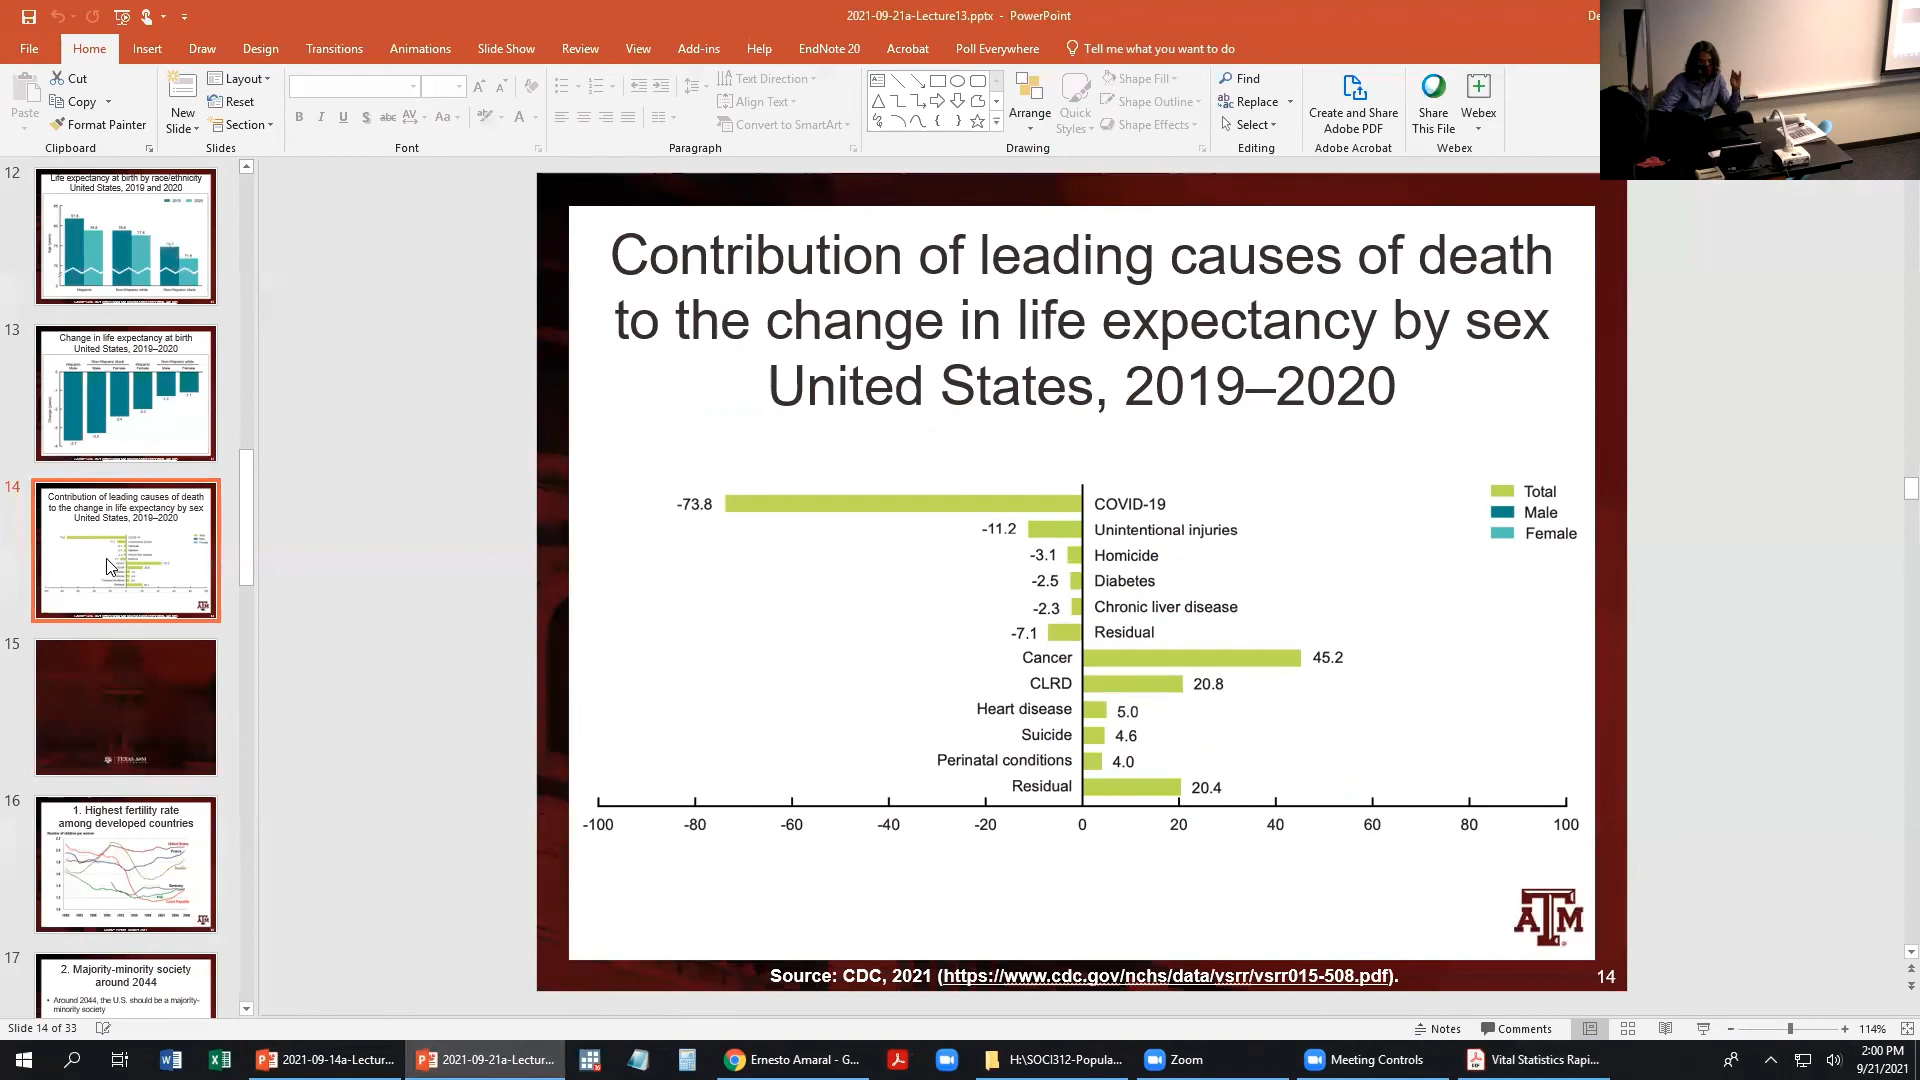 2021-09-21a-Lecture13.pptx - PowerPoint
De
File Home Insert Draw Design Transitions Animations Slide Show Review View Add-ins Help EndNote 20 Acrobat Poll Everywhere Tell me what you want to do
Paste
Cut
Copy
Format Painter
Clipboard
New
Slide
Layout
Reset
Section
Slides
Font
Text Direction
Align Text
Convert to SmartArt
Paragraph
Arrange
Quick
Styles
Shape Fill
Shape Outline
Shape Effects
Drawing
Find
Replace
Select
Editing
Create and Share
Adobe PDF
Adobe Acrobat
Share
This File
Webex
Webex
12
Life expectancy at birth by race/ethnicity
United States, 2019 and 2020
13
Change in life expectancy at birth
United States, 2019–2020
14
Contribution of leading causes of death
to the change in life expectancy by sex
United States, 2019–2020
15
16
1. Highest fertility rate
among developed countries
17
2. Majority-minority society
around 2044
• Around 2044, the U.S. should be a majority-
minority society
Contribution of leading causes of death
to the change in life expectancy by sex
United States, 2019–2020
-73.8 COVID-19
-11.2 Unintentional injuries
-3.1 Homicide
-2.5 Diabetes
-2.3 Chronic liver disease
-7.1 Residual
Cancer 45.2
CLRD 20.8
Heart disease 5.0
Suicide 4.6
Perinatal conditions 4.0
Residual 20.4
-100 -80 -60 -40 -20 0 20 40 60 80 100
Total
Male
Female
ATM
Source: CDC, 2021 (https://www.cdc.gov/nchs/data/vsrr/vsrr015-508.pdf).
14
Slide 14 of 33
Notes
Comments
114%
2021-09-14a-Lectur...
2021-09-21a-Lectur...
Ernesto Amaral - G...
H:\SOCI312-Popula...
Zoom
Meeting Controls
Vital Statistics Rapi...
2:00 PM
9/21/2021